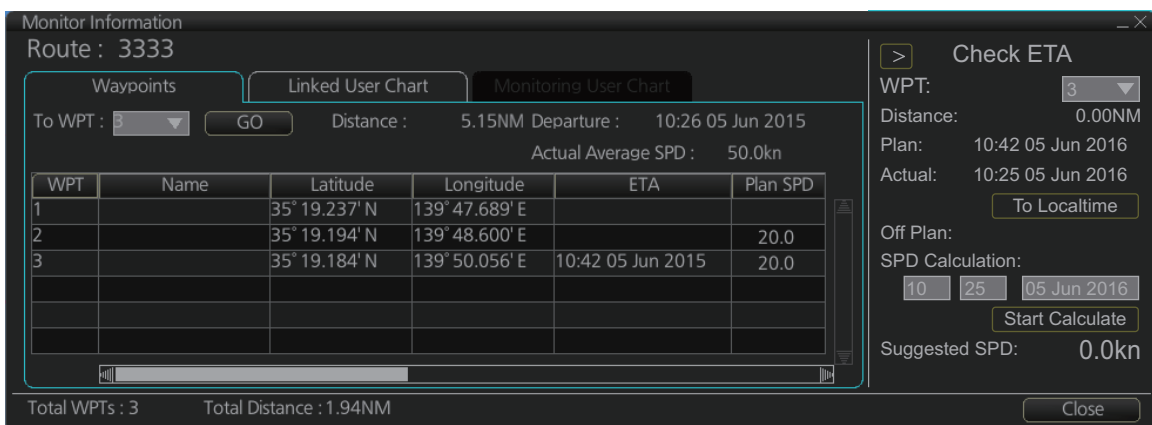 Monitor Information
Route : 3333
Waypoints Linked User Chart Monitoring User Chart
To WPT : 3 GO Distance : 5.15NM Departure : 10:26 05 Jun 2015
Actual Average SPD : 50.0kn
WPT Name Latitude Longitude ETA Plan SPD
1 35° 19.237' N 139° 47.689' E
2 35° 19.194' N 139° 48.600' E 20.0
3 35° 19.184' N 139° 50.056' E 10:42 05 Jun 2015 20.0
Total WPTs : 3 Total Distance : 1.94NM
> Check ETA
WPT: 3
Distance: 0.00NM
Plan: 10:42 05 Jun 2016
Actual: 10:25 05 Jun 2016
To Localtime
Off Plan:
SPD Calculation:
10 25 05 Jun 2016
Start Calculate
Suggested SPD: 0.0kn
Close